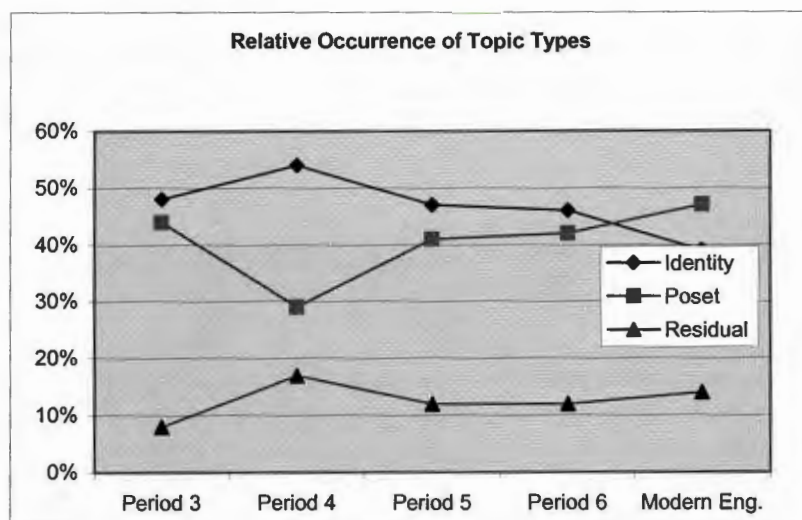 Relative Occurrence of Topic Types
60%
50%
40%
30%
20%
10%
0%
Identity
Poset
Residual
Period 3 Period 4 Period 5 Period 6 Modern Eng.